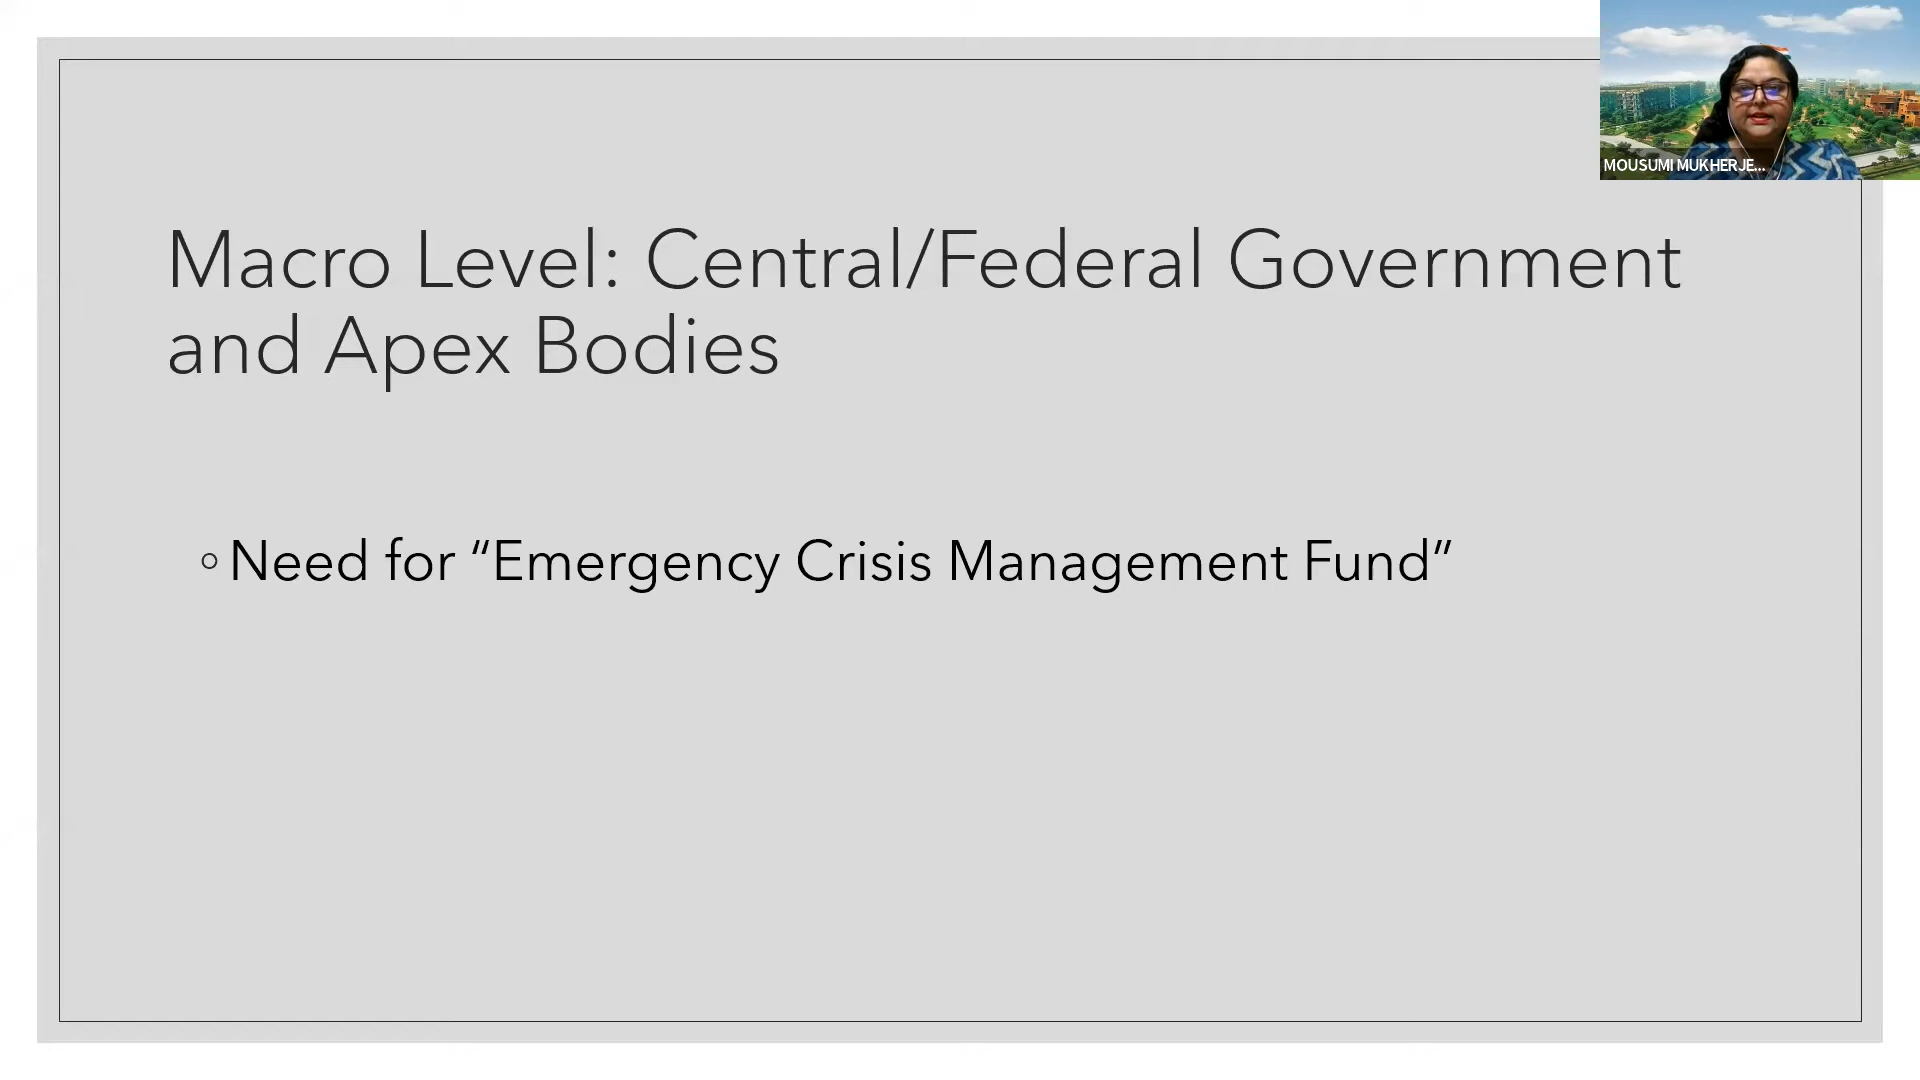 Macro Level: Central/Federal Government
and Apex Bodies
◦ Need for “Emergency Crisis Management Fund”
MOUSUMI MUKHERJE...